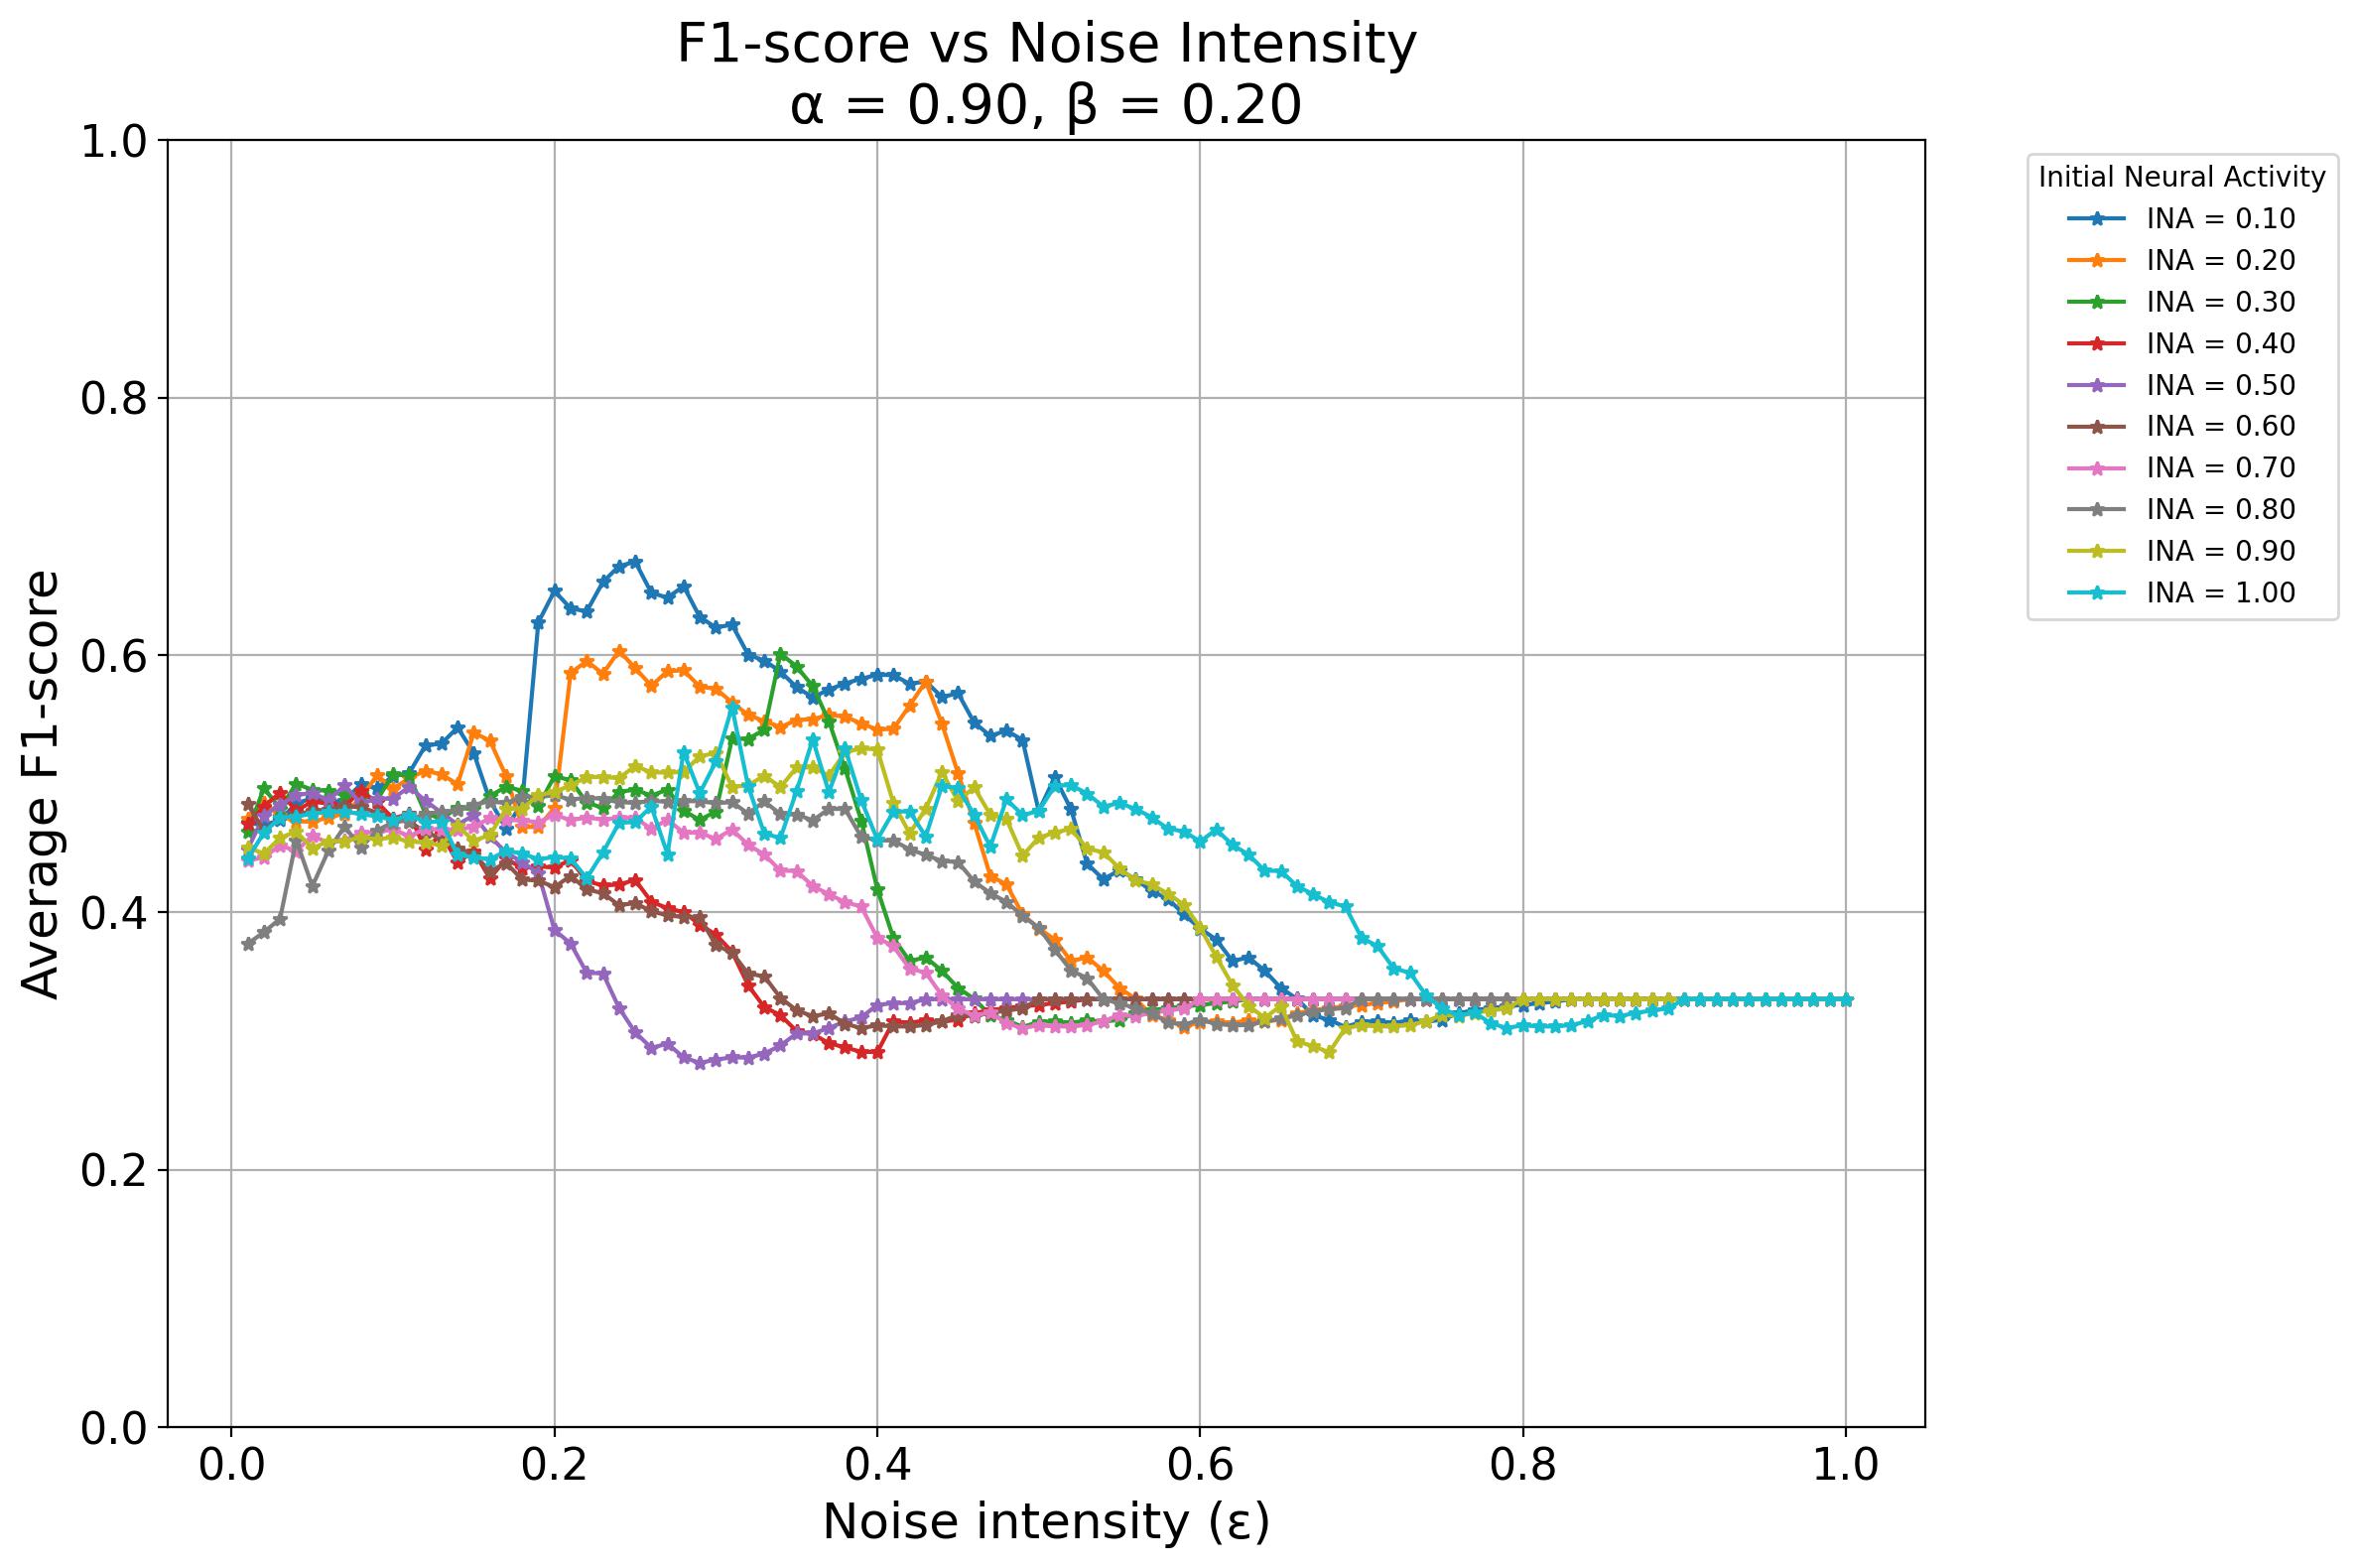 F1-score vs Noise Intensity
α = 0.90, β = 0.20
1.0
0.8
0.6
0.4
0.2
0.0
Average F1-score
0.0
0.2
0.4
0.6
0.8
1.0
Noise intensity (ε)
Initial Neural Activity
INA = 0.10
INA = 0.20
INA = 0.30
INA = 0.40
INA = 0.50
INA = 0.60
INA = 0.70
INA = 0.80
INA = 0.90
INA = 1.00